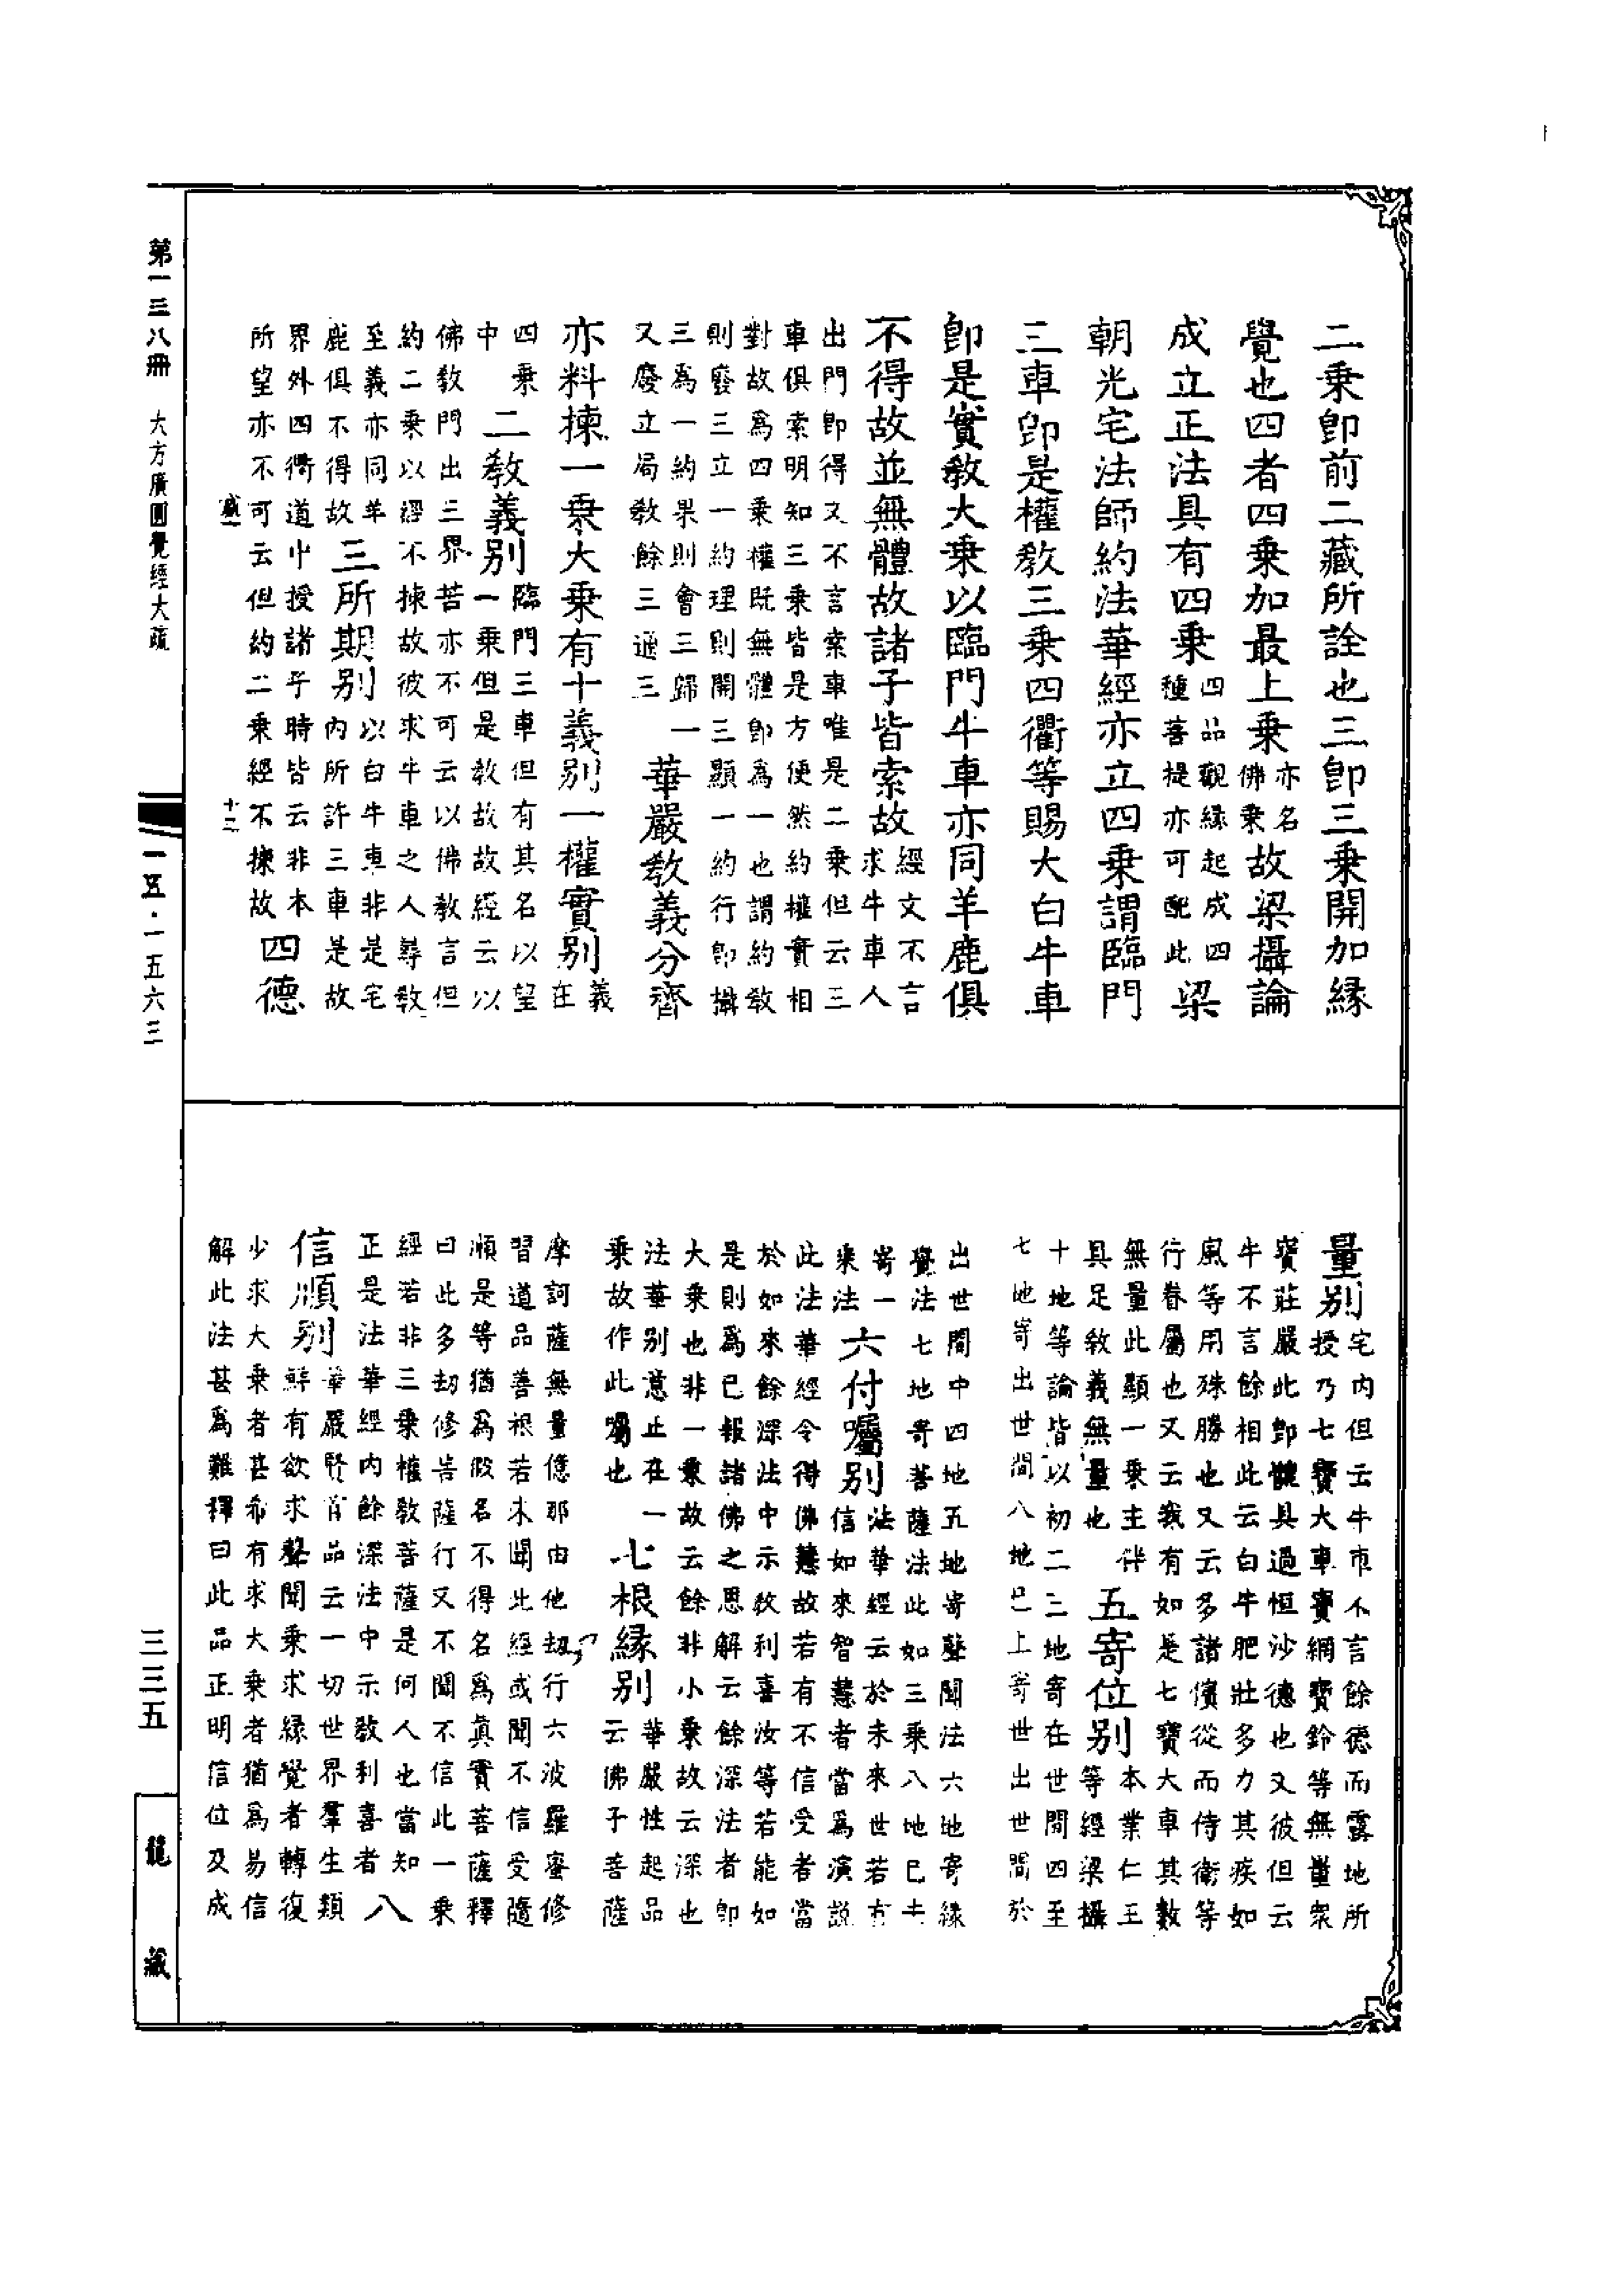 二乘卽前二藏所詮也三卽三乘開加縁
覺也四者四乘加最上乘亦名佛乘故梁攝論
成立正法具有四乘四品觀縁起成四種菩提亦可配此梁
朝光宅法師約法華經亦立四乘謂臨門
三車卽是權教三乘四衢等賜大白牛車
卽是實教大乘以臨門牛車亦同羊鹿俱
不得故並無體故諸子皆索故經文不言求牛車人
出門卽得又不言索車唯是二乘但云三
車俱索明知三乘皆是方便然約權實相
對故爲四乘權旣無體卽爲一也謂約教
則廢三立一約理則開三顯一約行卽攝
三爲一約果則會三歸一
又廢立局教餘三通三華嚴教義分齊
亦料揀一乘大乘有十義別一權實別義在
四乘中二教義別臨門三車但有其名以望
一乘但是教故故經云以
佛教門出三界苦亦不可云以佛教言但
約二乘以經不揀故彼求牛車之人尋教
至義亦同羊鹿俱不得故三所期別以白牛車非是宅
內所許三車是故
界外四衢道中授諸子時皆云非本
所望亦不可云但約二乘經不揀故四德
盛一
十二
量別宅內但云牛車不言餘德而露地所
授乃七寶大車寶網寶鈴等無量衆
寶莊嚴此卽體具過恒沙德也又彼但云
牛不言餘相此云白牛肥壯多力其疾如
風等用殊勝也又云多諸儐從而侍衛等
行眷屬也又云我有如是七寶大車其數
無量此顯一乘主伴具足教義無量也五寄位別本業仁王
等經梁攝
十地等論皆以初二三地寄在世間四至
七地寄出世間八地已上寄世出世間於
出世間中四地五地寄聲聞法六地寄縁
覺法七地寄菩薩法此如三乘八地已去
寄一乘法六付囑別法華經云於未來世若有
信如來智慧者當爲演說
此法華經令得佛慧故若有不信受者當
於如來餘深法中示教利喜汝等若能如
是則爲已報諸佛之恩解云餘深法者卽
大乘也非一乘故云餘非小乘故云深也
法華別意止在一乘故作此囑也七根縁別華嚴性起品
云佛子菩薩
摩訶薩無量億那由他劫行六波羅蜜修
習道品善根若未聞此經或聞不信受隨
順是等猶爲假名不得名爲眞實菩薩釋
曰此多劫修菩薩行又不聞不信此一乘
經若非三乘權教菩薩是何人也當知
正是法華經內餘深法中示教利喜者八
信順別華嚴賢首品云一切世界羣生類
鮮有欲求聲聞乘求縁覺者轉復
少求大乘者甚希有求大乘者猶爲易信
解此法甚爲難釋曰此品正明信位及成
第一三八冊 大方廣圓覺經大疏
一五·一五六三
三三五
龍藏